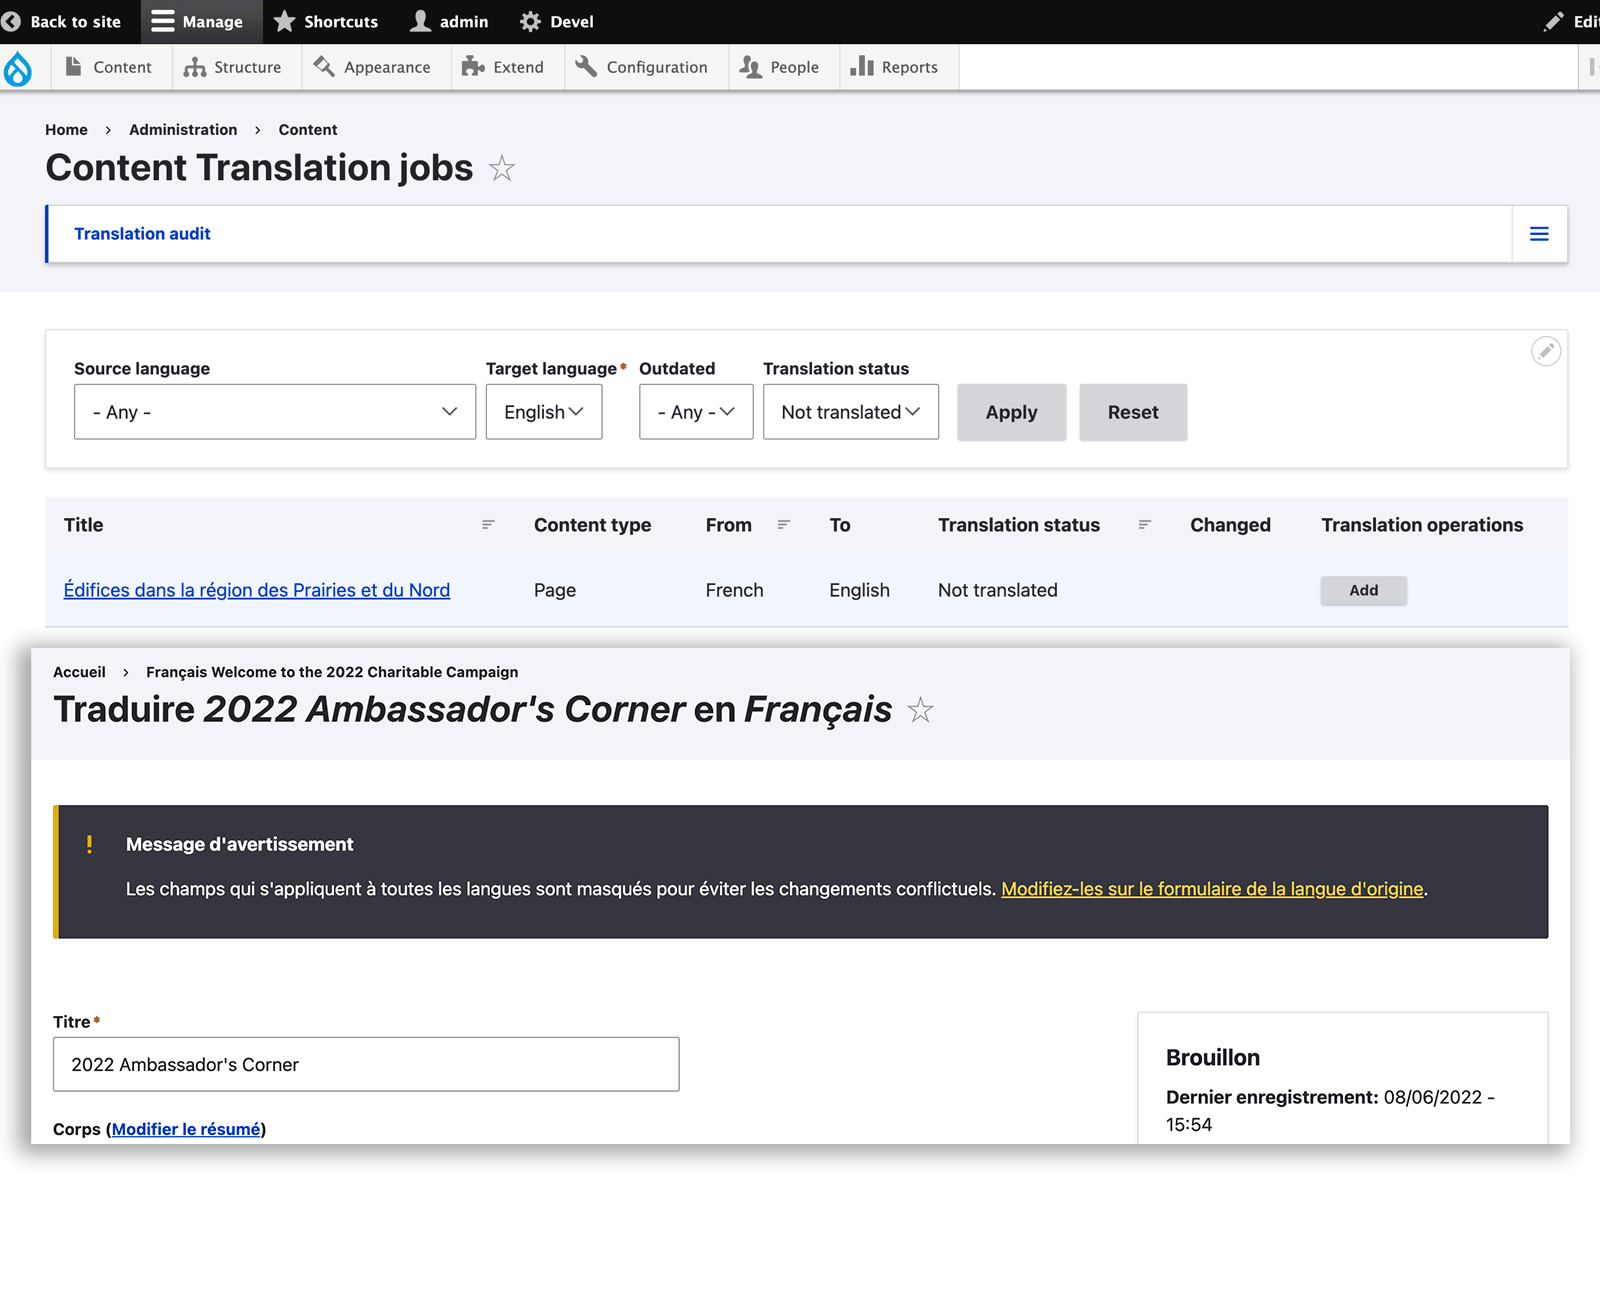 Back to site Manage Shortcuts admin Devel Edi
Content Structure Appearance Extend Configuration People Reports
Home › Administration › Content
Content Translation jobs
Translation audit
Source language Target language* Outdated Translation status
- Any - English - Any - Not translated Apply Reset
Title Content type From To Translation status Changed Translation operations
Édifices dans la région des Prairies et du Nord Page French English Not translated Add
Accueil › Français Welcome to the 2022 Charitable Campaign
Traduire 2022 Ambassador's Corner en Français
Message d'avertissement
Les champs qui s'appliquent à toutes les langues sont masqués pour éviter les changements conflictuels. Modifiez-les sur le formulaire de la langue d'origine.
Titre*
2022 Ambassador's Corner
Corps (Modifier le résumé)
Brouillon
Dernier enregistrement: 08/06/2022 -
15:54